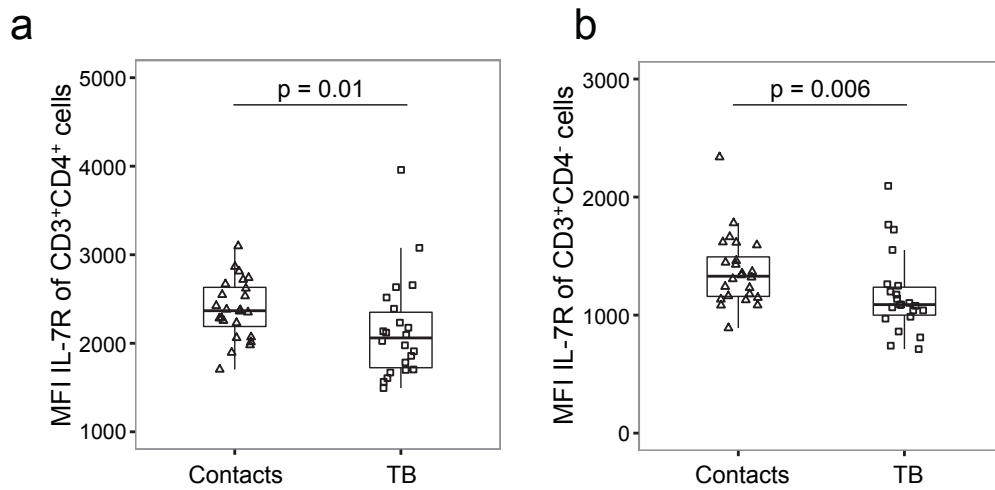 a
MFI IL-7R of CD3⁺CD4⁺ cells
5000
4000
3000
2000
1000
p = 0.01
Contacts TB
b
MFI IL-7R of CD3⁺CD4⁻ cells
3000
2000
1000
0
p = 0.006
Contacts TB